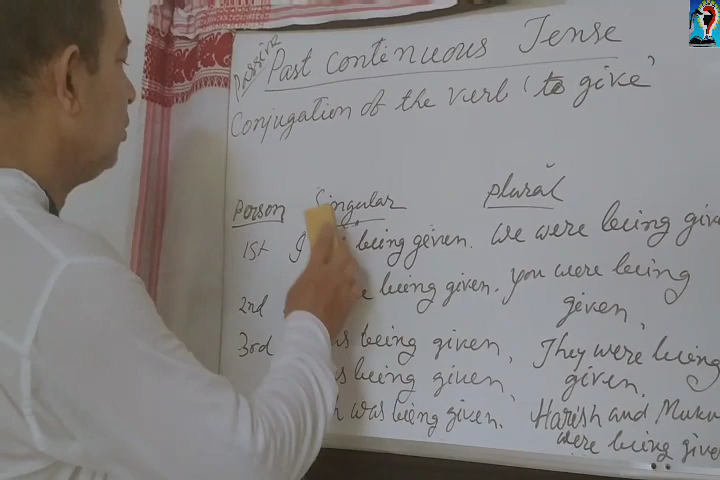 Passive
Past continuous Tense
Conjugation of the verb 'to give'
Person Singular plural
1st I being given. We were being give
2nd being given. you were being
given,
3rd being given, They were being
being given, given.
was being given. Harish and Muku
were being given